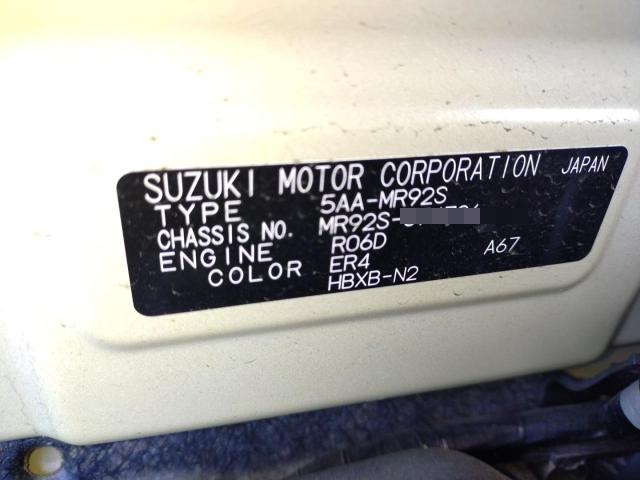 SUZUKI MOTOR CORPORATION JAPAN
TYPE 5AA-MR92S
CHASSIS NO. MR92S-
ENGINE R06D A67
COLOR ER4
HBXB-N2